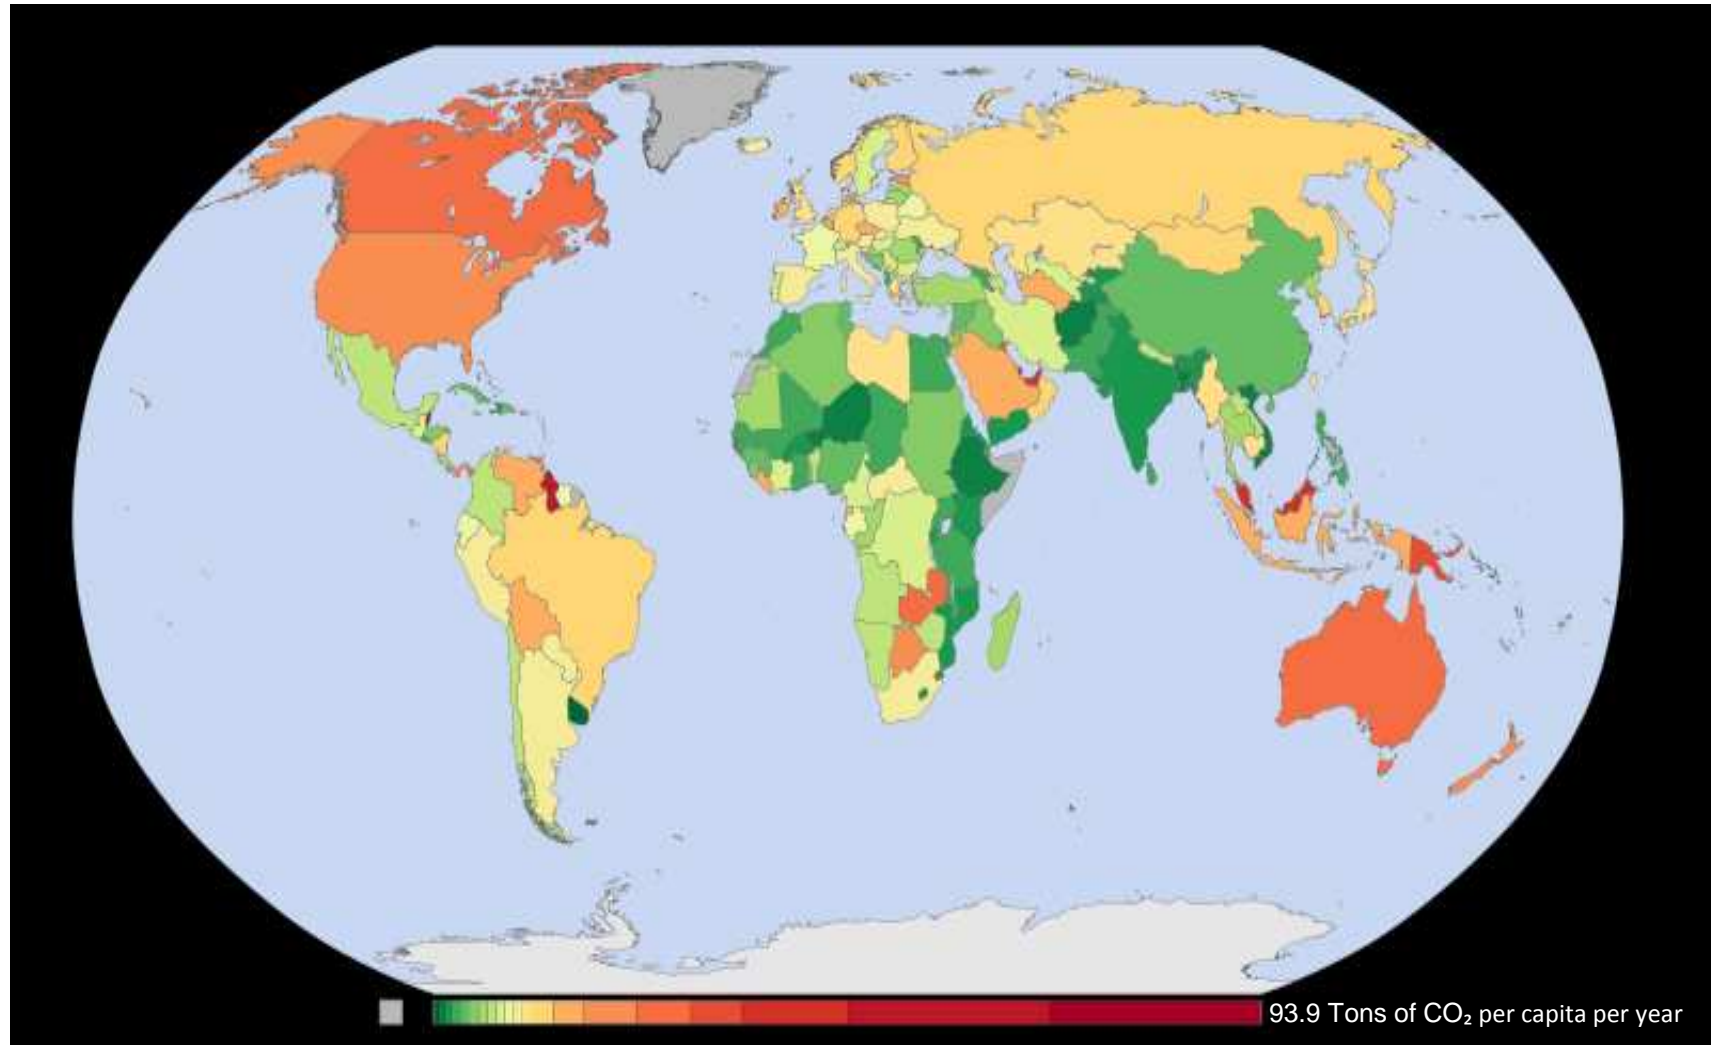 93.9 Tons of CO₂ per capita per year